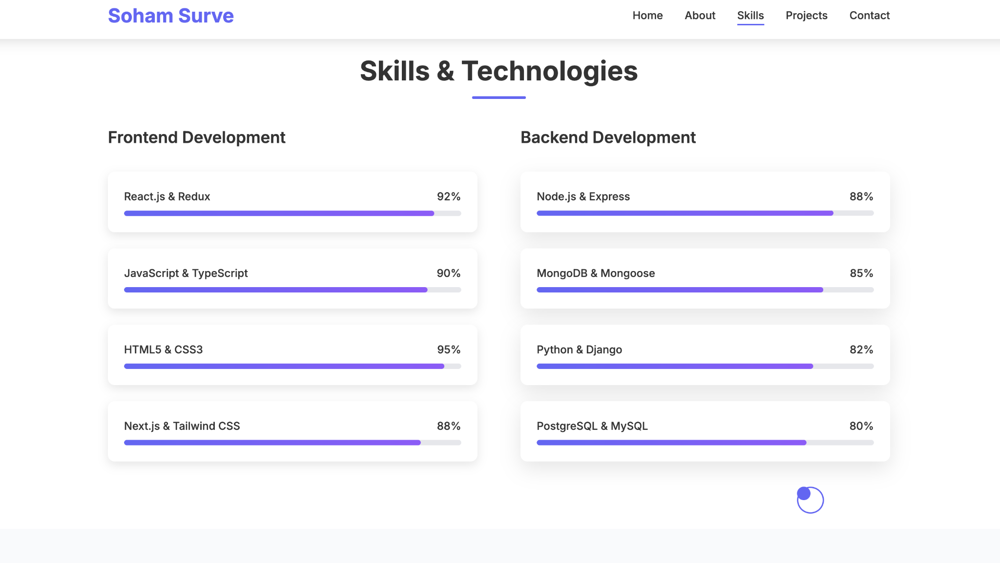 Soham Surve
Home About Skills Projects Contact
Skills & Technologies
Frontend Development
React.js & Redux 92%
JavaScript & TypeScript 90%
HTML5 & CSS3 95%
Next.js & Tailwind CSS 88%
Backend Development
Node.js & Express 88%
MongoDB & Mongoose 85%
Python & Django 82%
PostgreSQL & MySQL 80%